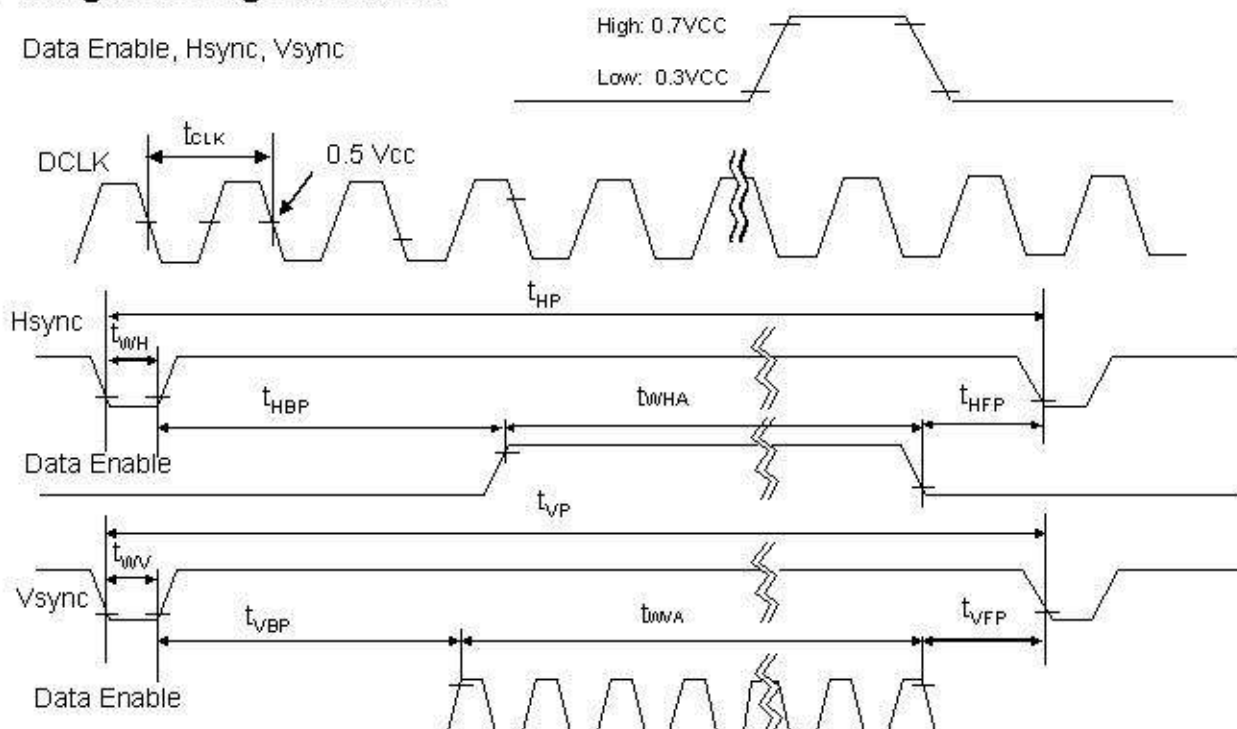 Data Enable, Hsync, Vsync
High: 0.7VCC
Low: 0.3VCC
DCLK
tCLK
0.5 Vcc
tHP
Hsync
tWH
tHBP
tWHA
tHFP
Data Enable
tVP
tWV
Vsync
tVBP
tWVA
tVFP
Data Enable